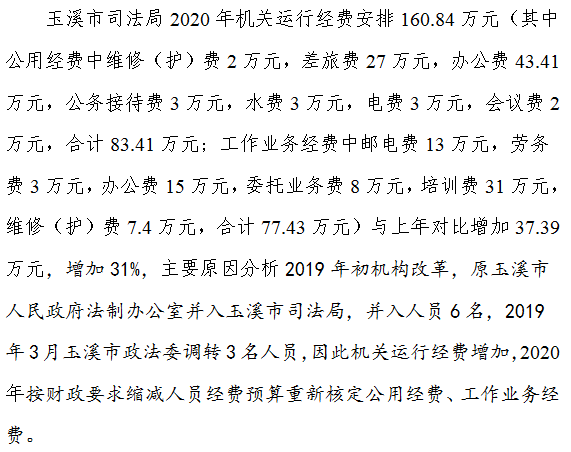 玉溪市司法局 2020 年机关运行经费安排 160.84 万元（其中
公用经费中维修（护）费 2 万元，差旅费 27 万元，办公费 43.41
万元，公务接待费 3 万元，水费 3 万元，电费 3 万元，会议费 2
万元，合计 83.41 万元；工作业务经费中邮电费 13 万元，劳务
费 3 万元，办公费 15 万元，委托业务费 8 万元，培训费 31 万元，
维修（护）费 7.4 万元，合计 77.43 万元）与上年对比增加 37.39
万元，增加 31%，主要原因分析 2019 年初机构改革，原玉溪市
人民政府法制办公室并入玉溪市司法局，并入人员 6 名，2019
年 3 月玉溪市政法委调转 3 名人员，因此机关运行经费增加，2020
年按财政要求缩减人员经费预算重新核定公用经费、工作业务经
费。